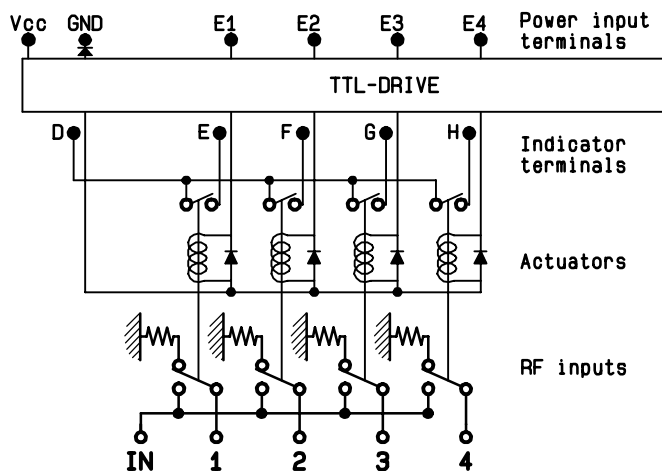 Vcc GND E1 E2 E3 E4 Power input
terminals
TTL-DRIVE
D E F G H Indicator
terminals
Actuators
RF inputs
IN 1 2 3 4